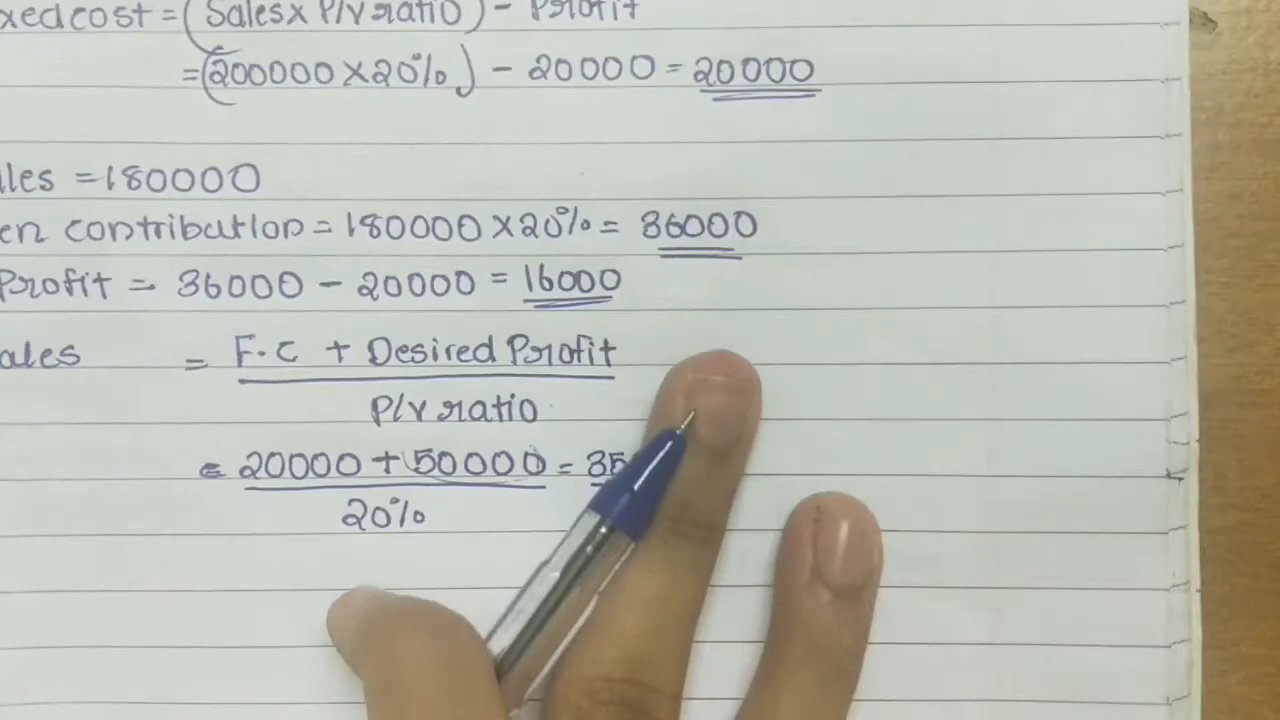 xedcost = (Sales x P/V ratio) - Profit
= (200000 x 20%) - 20000 = 20000
ales = 180000
en contribution = 180000 x 20% = 36000
Profit = 36000 - 20000 = 16000
ales = F.C + Desired Profit
P/V ratio
= 20000 + 50000 = 35
20%